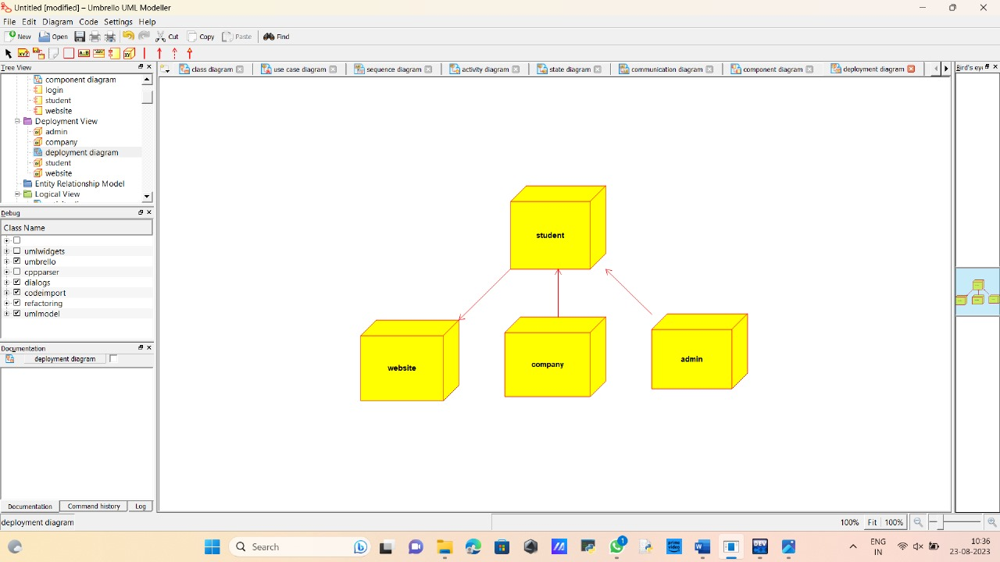 Untitled [modified] – Umbrello UML Modeller
File Edit Diagram Code Settings Help
New Open Cut Copy Paste Find
Tree View
class diagram use case diagram sequence diagram activity diagram state diagram communication diagram component diagram deployment diagram
Bird's eye
component diagram
login
student
website
Deployment View
admin
company
deployment diagram
student
website
Entity Relationship Model
Logical View
Debug
Class Name
umlwidgets
umbrello
cppparser
dialogs
codeimport
refactoring
umlmodel
Documentation
deployment diagram
student
website
company
admin
Documentation Command history Log
deployment diagram
100% Fit 100%
Search
1
ENG
IN
10:36
23-08-2023
prime video
DEV C++